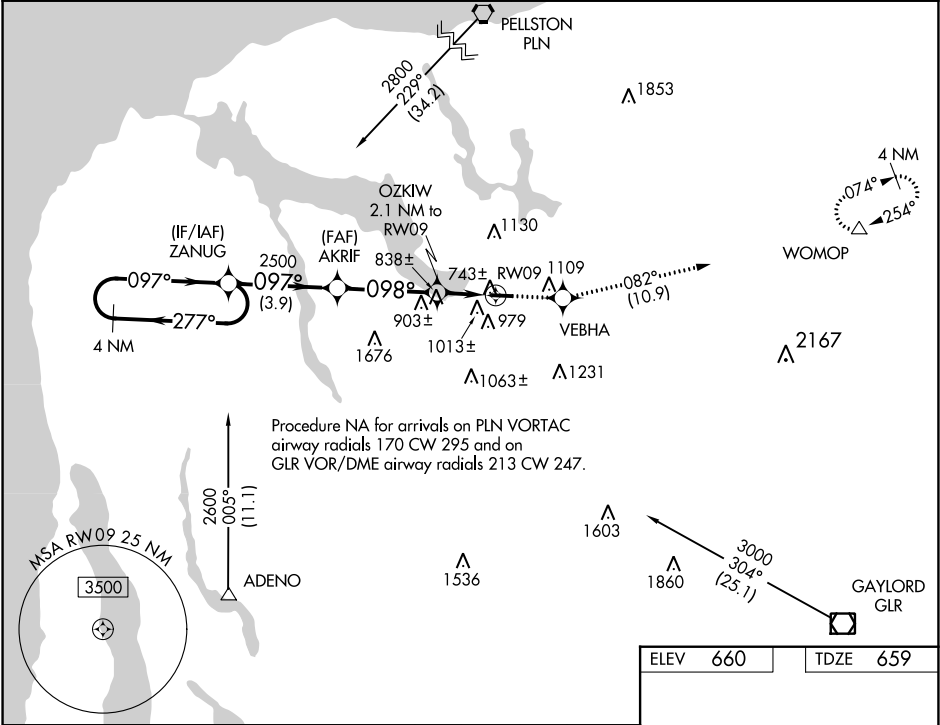 PELLSTON
PLN
2800
229°
(34.2)
1853
4 NM
074°
254°
WOMOP
OZKIW
2.1 NM to
RW09
1130
(IF/IAF)
ZANUG
(FAF)
AKRIF
838±
743±
RW09
1109
2500
097°
097°
(3.9)
098°
082°
(10.9)
277°
4 NM
903±
979
VEBHA
1676
1013±
2167
1063±
1231
Procedure NA for arrivals on PLN VORTAC
airway radials 170 CW 295 and on
GLR VOR/DME airway radials 213 CW 247.
2600
005°
(11.1)
1603
MSA RW09 25 NM
3500
ADENO
1536
1860
3000
304°
(25.1)
GAYLORD
GLR
ELEV 660
TDZE 659